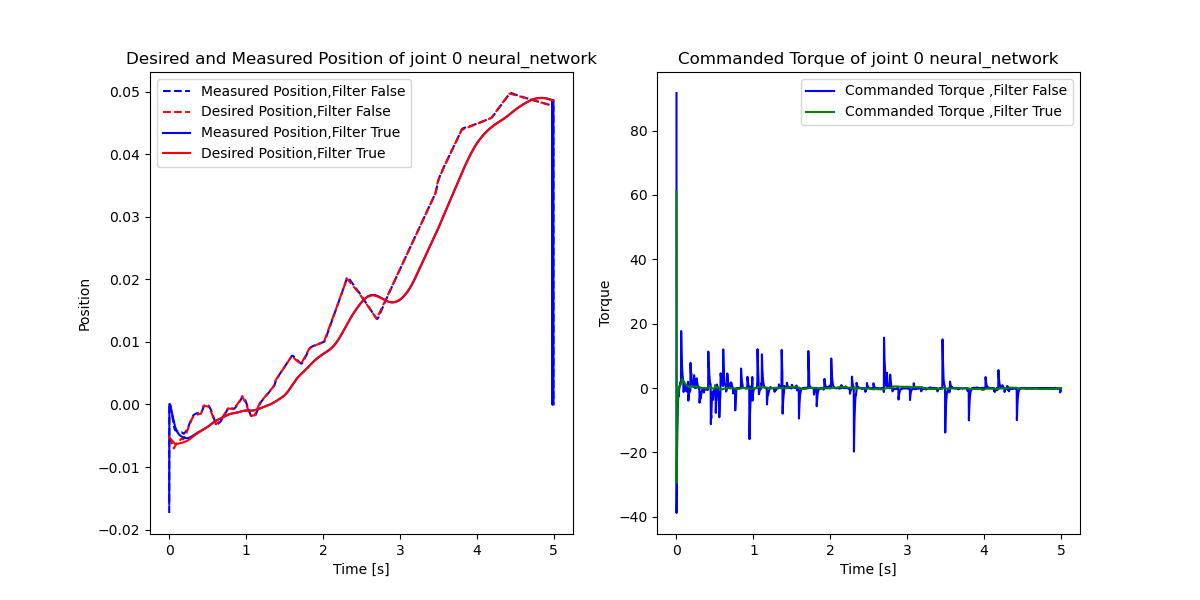 Desired and Measured Position of joint 0 neural_network
Measured Position,Filter False
Desired Position,Filter False
Measured Position,Filter True
Desired Position,Filter True
Position
0.05
0.04
0.03
0.02
0.01
0.00
−0.01
−0.02
0
1
2
3
4
5
Time [s]
Commanded Torque of joint 0 neural_network
Commanded Torque ,Filter False
Commanded Torque ,Filter True
Torque
80
60
40
20
0
−20
−40
0
1
2
3
4
5
Time [s]